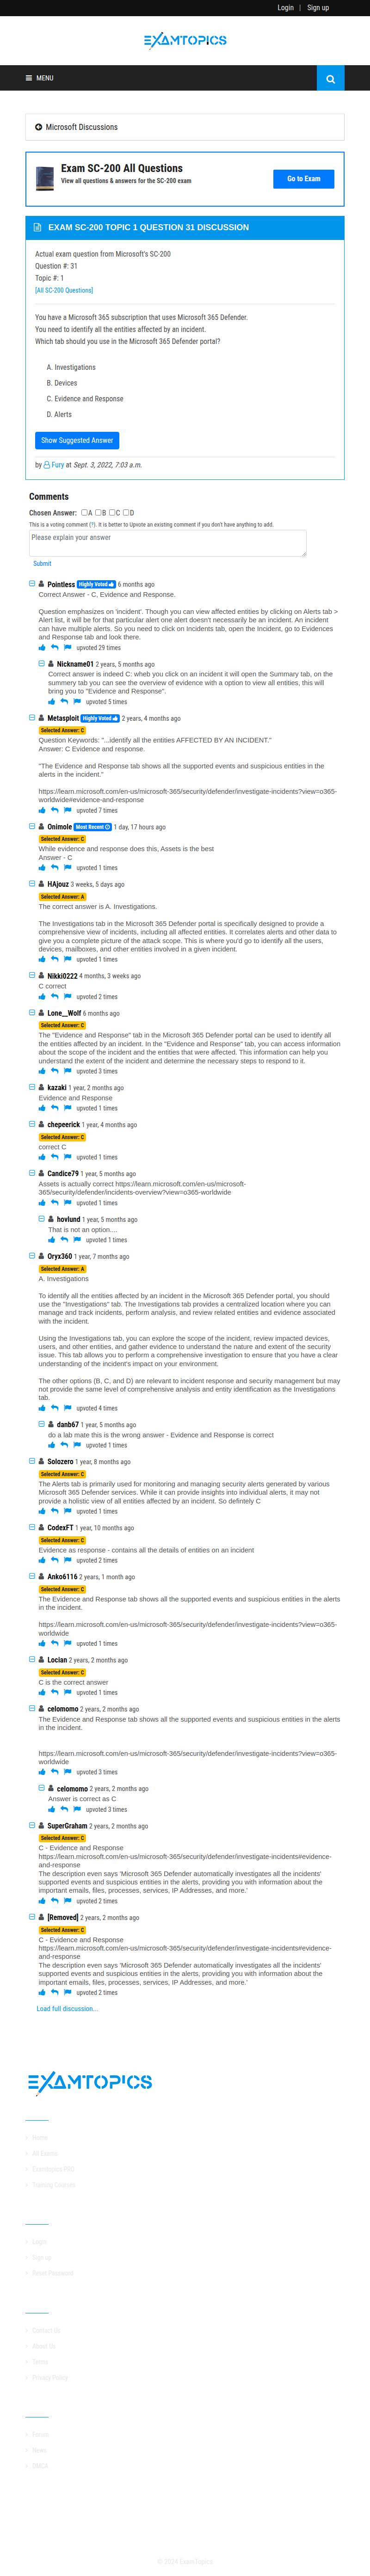 Login | Sign up
EXAMTOPICS
MENU
Microsoft Discussions
Exam SC-200 All Questions
View all questions & answers for the SC-200 exam
Go to Exam
EXAM SC-200 TOPIC 1 QUESTION 31 DISCUSSION
Actual exam question from Microsoft's SC-200
Question #: 31
Topic #: 1
[All SC-200 Questions]
You have a Microsoft 365 subscription that uses Microsoft 365 Defender.
You need to identify all the entities affected by an incident.
Which tab should you use in the Microsoft 365 Defender portal?
A. Investigations
B. Devices
C. Evidence and Response
D. Alerts
Show Suggested Answer
by Fury at Sept. 3, 2022, 7:03 a.m.
Comments
Chosen Answer: A B C D
This is a voting comment (?). It is better to Upvote an existing comment if you don't have anything to add.
Please explain your answer
Submit
Pointless Highly Voted 6 months ago
Correct Answer - C, Evidence and Response.
Question emphasizes on 'incident'. Though you can view affected entities by clicking on Alerts tab >
Alert list, it will be for that particular alert one alert doesn't necessarily be an incident. An incident
can have multiple alerts. So you need to click on Incidents tab, open the Incident, go to Evidences
and Response tab and look there.
upvoted 29 times
Nickname01 2 years, 5 months ago
Correct answer is indeed C: wheb you click on an incident it will open the Summary tab, on the
summery tab you can see the overview of the evidence with a option to view all entities, this will
bring you to "Evidence and Response".
upvoted 5 times
Metasploit Highly Voted 2 years, 4 months ago
Selected Answer: C
Question Keywords: "...identify all the entities AFFECTED BY AN INCIDENT."
Answer: C Evidence and response.
"The Evidence and Response tab shows all the supported events and suspicious entities in the
alerts in the incident."
https://learn.microsoft.com/en-us/microsoft-365/security/defender/investigate-incidents?view=o365-
worldwide#evidence-and-response
upvoted 7 times
Onimole Most Recent 1 day, 17 hours ago
Selected Answer: C
While evidence and response does this, Assets is the best
Answer - C
upvoted 1 times
HAjouz 3 weeks, 5 days ago
Selected Answer: A
The correct answer is A. Investigations.
The Investigations tab in the Microsoft 365 Defender portal is specifically designed to provide a
comprehensive view of incidents, including all affected entities. It correlates alerts and other data to
give you a complete picture of the attack scope. This is where you'd go to identify all the users,
devices, mailboxes, and other entities involved in a given incident.
upvoted 1 times
Nikki0222 4 months, 3 weeks ago
C correct
upvoted 2 times
Lone__Wolf 6 months ago
Selected Answer: C
The "Evidence and Response" tab in the Microsoft 365 Defender portal can be used to identify all
the entities affected by an incident. In the "Evidence and Response" tab, you can access information
about the scope of the incident and the entities that were affected. This information can help you
understand the extent of the incident and determine the necessary steps to respond to it.
upvoted 3 times
kazaki 1 year, 2 months ago
Evidence and Response
upvoted 1 times
chepeerick 1 year, 4 months ago
Selected Answer: C
correct C
upvoted 1 times
Candice79 1 year, 5 months ago
Assets is actually correct https://learn.microsoft.com/en-us/microsoft-
365/security/defender/incidents-overview?view=o365-worldwide
upvoted 1 times
hovlund 1 year, 5 months ago
That is not an option....
upvoted 1 times
Oryx360 1 year, 7 months ago
Selected Answer: A
A. Investigations
To identify all the entities affected by an incident in the Microsoft 365 Defender portal, you should
use the "Investigations" tab. The Investigations tab provides a centralized location where you can
manage and track incidents, perform analysis, and review related entities and evidence associated
with the incident.
Using the Investigations tab, you can explore the scope of the incident, review impacted devices,
users, and other entities, and gather evidence to understand the nature and extent of the security
issue. This tab allows you to perform a comprehensive investigation to ensure that you have a clear
understanding of the incident's impact on your environment.
The other options (B, C, and D) are relevant to incident response and security management but may
not provide the same level of comprehensive analysis and entity identification as the Investigations
tab.
upvoted 4 times
danb67 1 year, 5 months ago
do a lab mate this is the wrong answer - Evidence and Response is correct
upvoted 1 times
Solozero 1 year, 8 months ago
Selected Answer: C
The Alerts tab is primarily used for monitoring and managing security alerts generated by various
Microsoft 365 Defender services. While it can provide insights into individual alerts, it may not
provide a holistic view of all entities affected by an incident. So definitely C
upvoted 1 times
CodexFT 1 year, 10 months ago
Selected Answer: C
Evidence as response - contains all the details of entities on an incident
upvoted 2 times
Anko6116 2 years, 1 month ago
Selected Answer: C
The Evidence and Response tab shows all the supported events and suspicious entities in the alerts
in the incident.
https://learn.microsoft.com/en-us/microsoft-365/security/defender/investigate-incidents?view=o365-
worldwide
upvoted 1 times
Locian 2 years, 2 months ago
Selected Answer: C
C is the correct answer
upvoted 1 times
celomomo 2 years, 2 months ago
The Evidence and Response tab shows all the supported events and suspicious entities in the alerts
in the incident.
https://learn.microsoft.com/en-us/microsoft-365/security/defender/investigate-incidents?view=o365-
worldwide
upvoted 3 times
celomomo 2 years, 2 months ago
Answer is correct as C
upvoted 3 times
SuperGraham 2 years, 2 months ago
Selected Answer: C
C - Evidence and Response
https://learn.microsoft.com/en-us/microsoft-365/security/defender/investigate-incidents#evidence-
and-response
The description even says 'Microsoft 365 Defender automatically investigates all the incidents'
supported events and suspicious entities in the alerts, providing you with information about the
important emails, files, processes, services, IP Addresses, and more.'
upvoted 2 times
[Removed] 2 years, 2 months ago
Selected Answer: C
C - Evidence and Response
https://learn.microsoft.com/en-us/microsoft-365/security/defender/investigate-incidents#evidence-
and-response
The description even says 'Microsoft 365 Defender automatically investigates all the incidents'
supported events and suspicious entities in the alerts, providing you with information about the
important emails, files, processes, services, IP Addresses, and more.'
upvoted 2 times
Load full discussion...
EXAMTOPICS
Home
All Exams
Examtopics PRO
Training Courses
Login
Sign up
Reset Password
Contact Us
About Us
Terms
Privacy Policy
Forum
News
DMCA
© 2024 ExamTopics